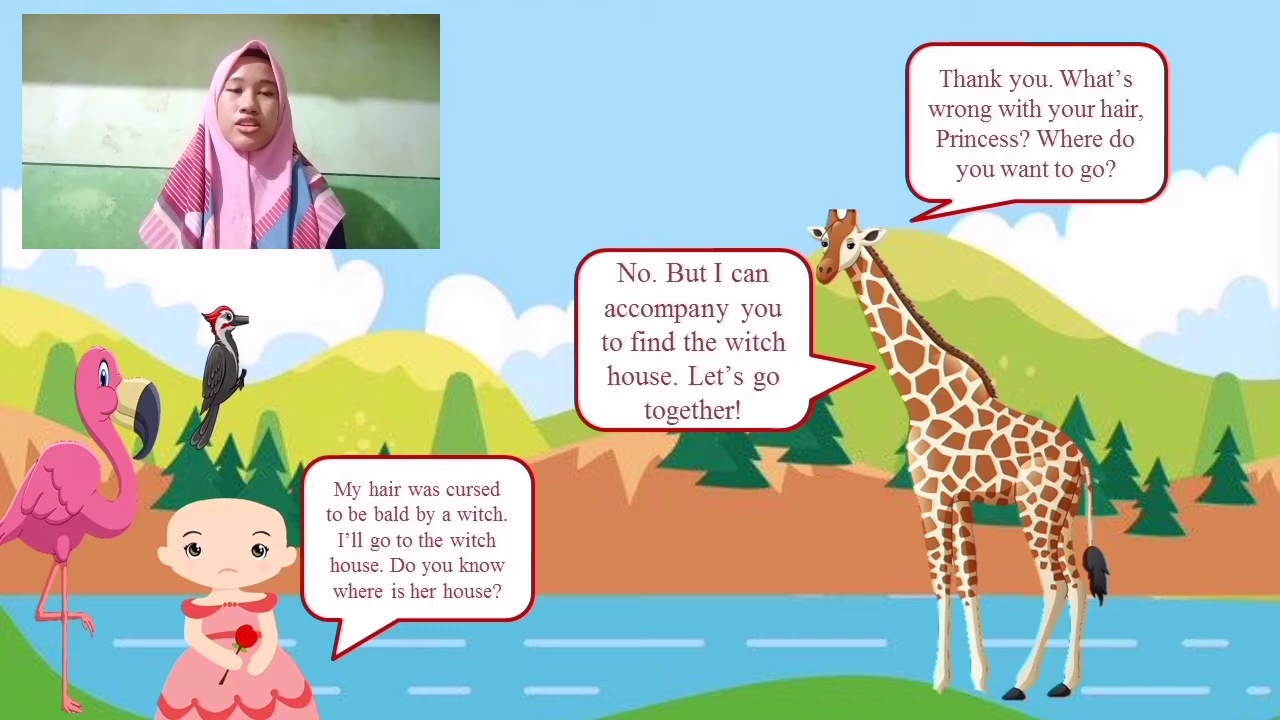 Thank you. What's
wrong with your hair,
Princess? Where do
you want to go?
My hair was cursed
to be bald by a witch.
I'll go to the witch
house. Do you know
where is her house?
No. But I can
accompany you
to find the witch
house. Let's go
together!